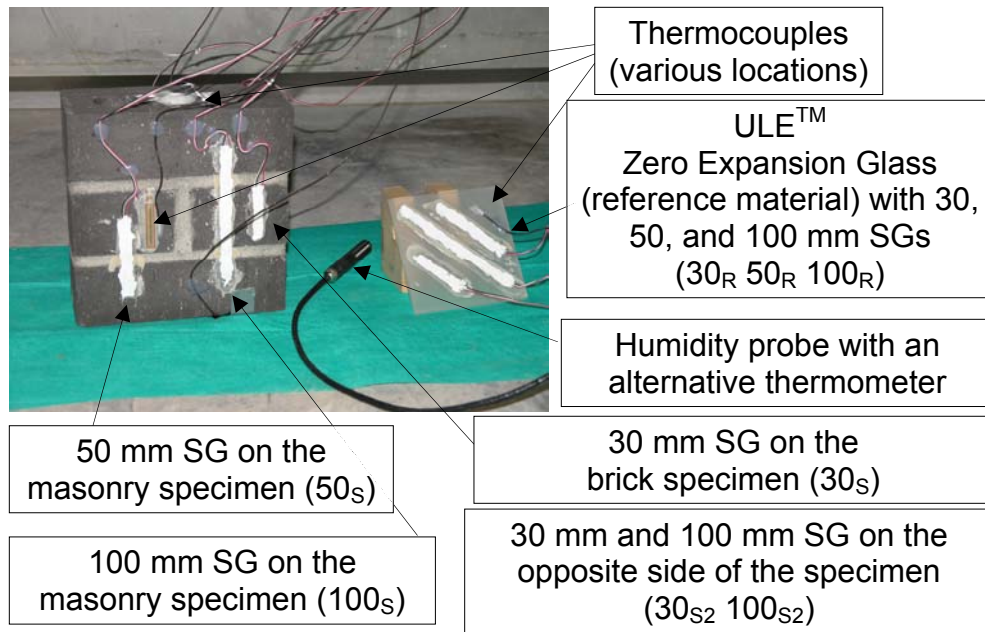 Thermocouples
(various locations)
ULE™
Zero Expansion Glass
(reference material) with 30,
50, and 100 mm SGs
(30R 50R 100R)
Humidity probe with an
alternative thermometer
50 mm SG on the
masonry specimen (50S)
30 mm SG on the
brick specimen (30S)
100 mm SG on the
masonry specimen (100S)
30 mm and 100 mm SG on the
opposite side of the specimen
(30S2 100S2)